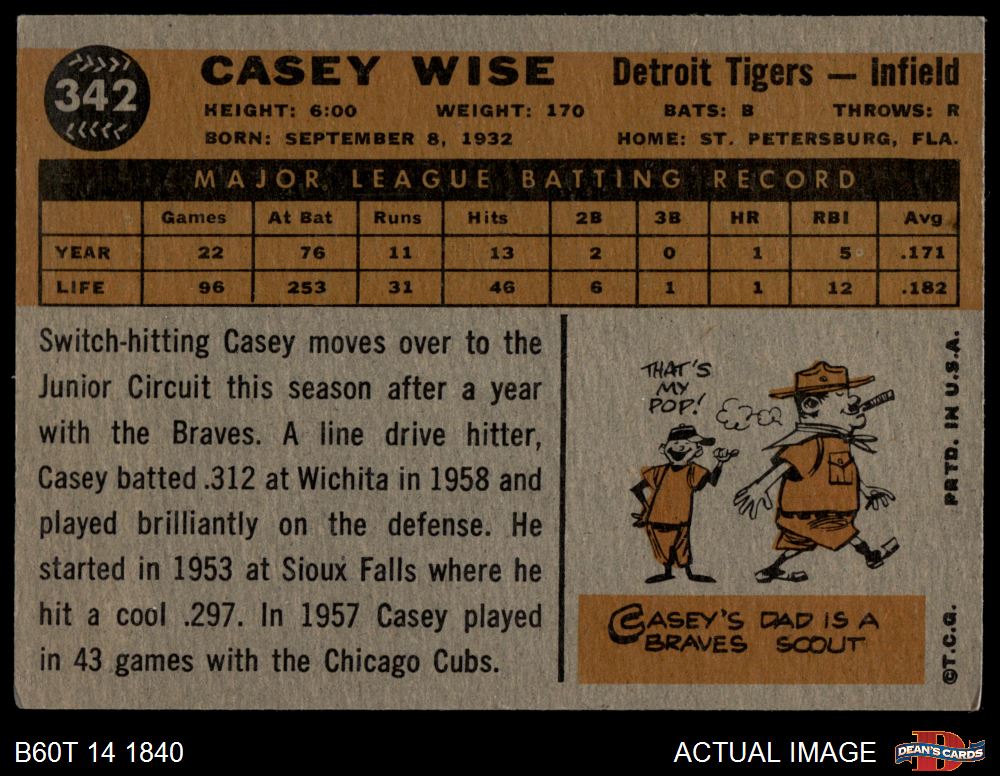 342
CASEY WISE
Detroit Tigers — Infield
HEIGHT: 6:00 WEIGHT: 170 BATS: B THROWS: R
BORN: SEPTEMBER 8, 1932 HOME: ST. PETERSBURG, FLA.
MAJOR LEAGUE BATTING RECORD
Games At Bat Runs Hits 2B 3B HR RBI Avg
YEAR 22 76 11 13 2 0 1 5 .171
LIFE 96 253 31 46 6 1 1 12 .182
Switch-hitting Casey moves over to the
Junior Circuit this season after a year
with the Braves. A line drive hitter,
Casey batted .312 at Wichita in 1958 and
played brilliantly on the defense. He
started in 1953 at Sioux Falls where he
hit a cool .297. In 1957 Casey played
in 43 games with the Chicago Cubs.
THAT'S
MY
POP!
CASEY'S DAD IS A
BRAVES SCOUT
©T.C.G. PRTD. IN U.S.A.
B60T 14 1840
ACTUAL IMAGE
DEAN'S CARDS